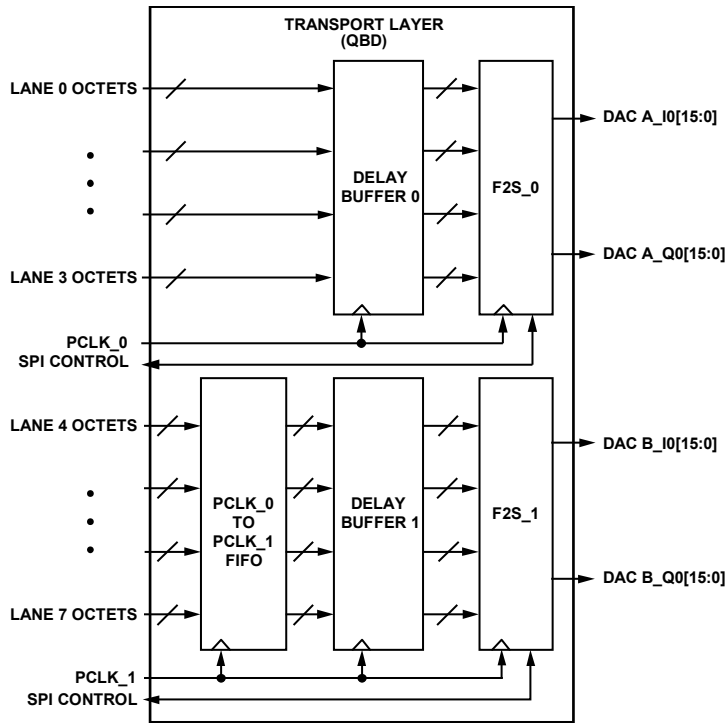 TRANSPORT LAYER
(QBD)
LANE 0 OCTETS
LANE 3 OCTETS
DELAY
BUFFER 0
F2S_0
DAC A_I0[15:0]
DAC A_Q0[15:0]
PCLK_0
SPI CONTROL
LANE 4 OCTETS
LANE 7 OCTETS
PCLK_0
TO
PCLK_1
FIFO
DELAY
BUFFER 1
F2S_1
DAC B_I0[15:0]
DAC B_Q0[15:0]
PCLK_1
SPI CONTROL